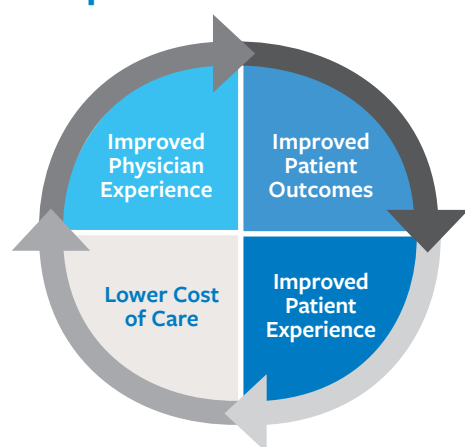 Improved
Physician
Experience
Improved
Patient
Outcomes
Lower Cost
of Care
Improved
Patient
Experience